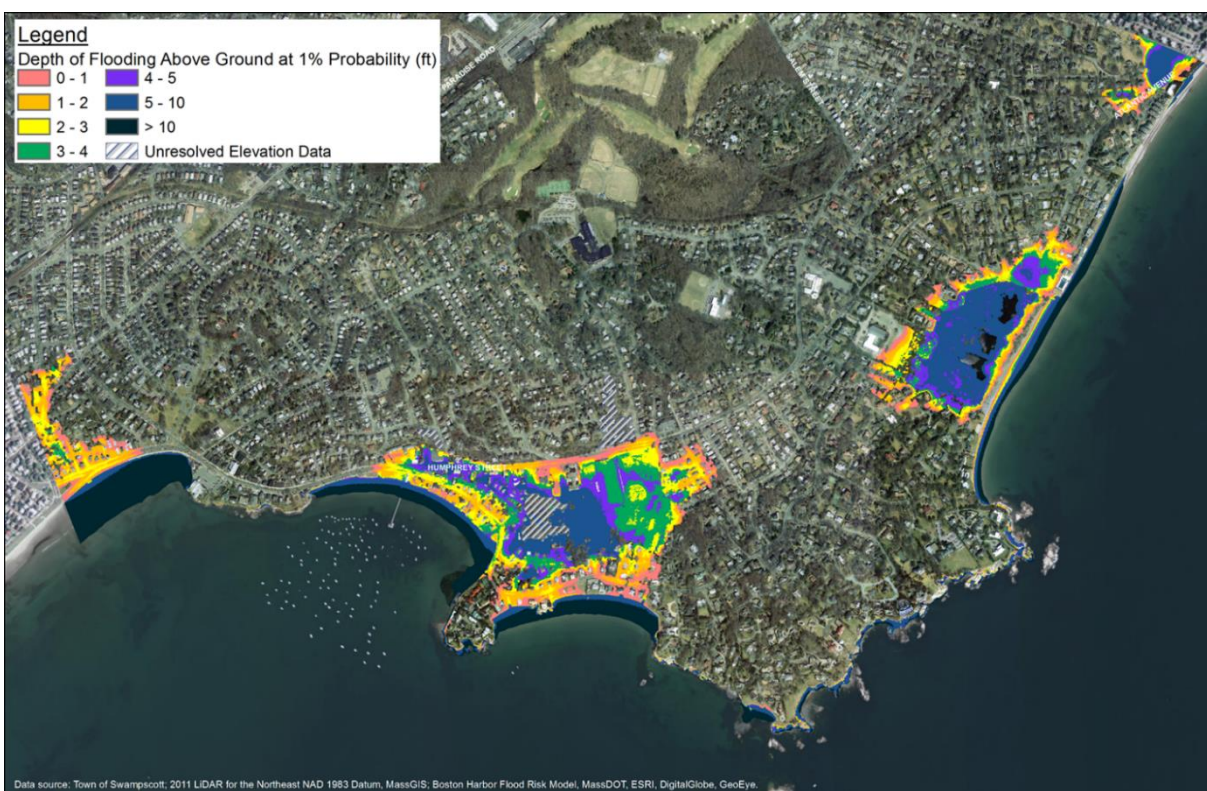 Legend
Depth of Flooding Above Ground at 1% Probability (ft)
0 - 1
1 - 2
2 - 3
3 - 4
4 - 5
5 - 10
> 10
Unresolved Elevation Data
ATLANTIC AVENUE
HUMPHREY STREET
Data source: Town of Swampscott; 2011 LiDAR for the Northeast NAD 1983 Datum, MassGIS; Boston Harbor Flood Risk Model, MassDOT, ESRI, DigitalGlobe, GeoEye.